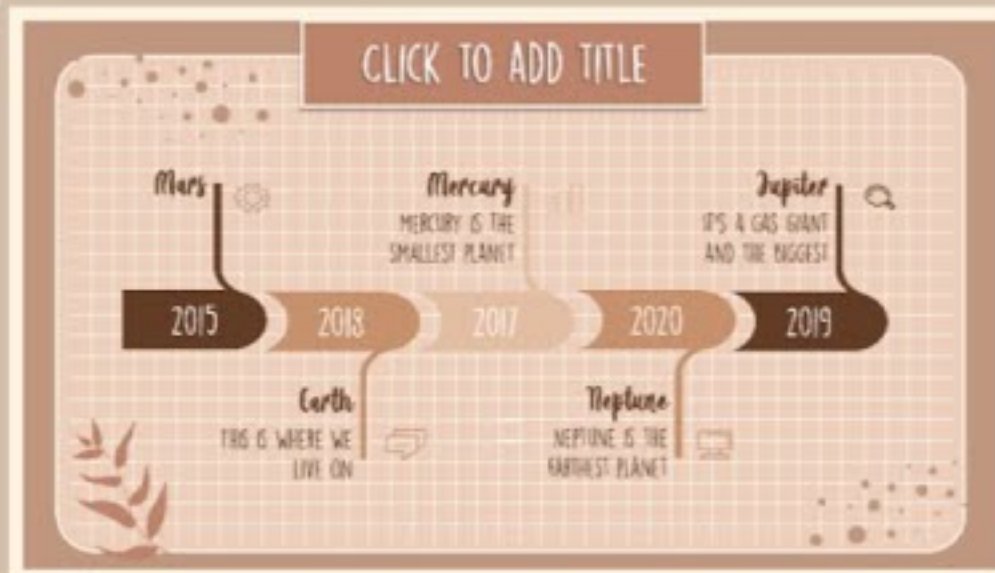 CLICK TO ADD TITLE
Mars
Mercury
MERCURY IS THE
SMALLEST PLANET
Jupiter
IT'S A GAS GIANT
AND THE BIGGEST
2015
2018
2017
2020
2019
Earth
THIS IS WHERE WE
LIVE ON
Neptune
NEPTUNE IS THE
FARTHEST PLANET